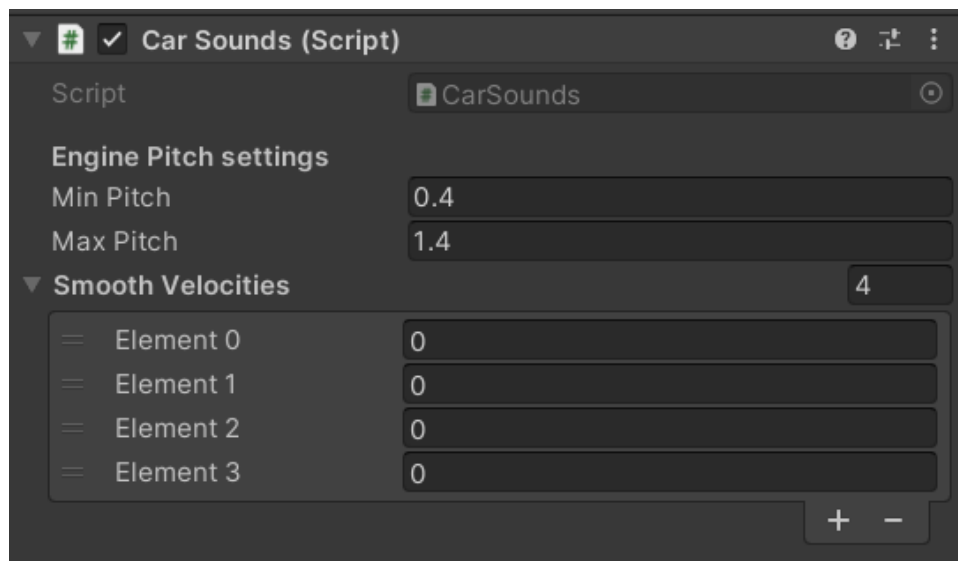 Car Sounds (Script)
Script CarSounds
Engine Pitch settings
Min Pitch 0.4
Max Pitch 1.4
Smooth Velocities 4
Element 0 0
Element 1 0
Element 2 0
Element 3 0